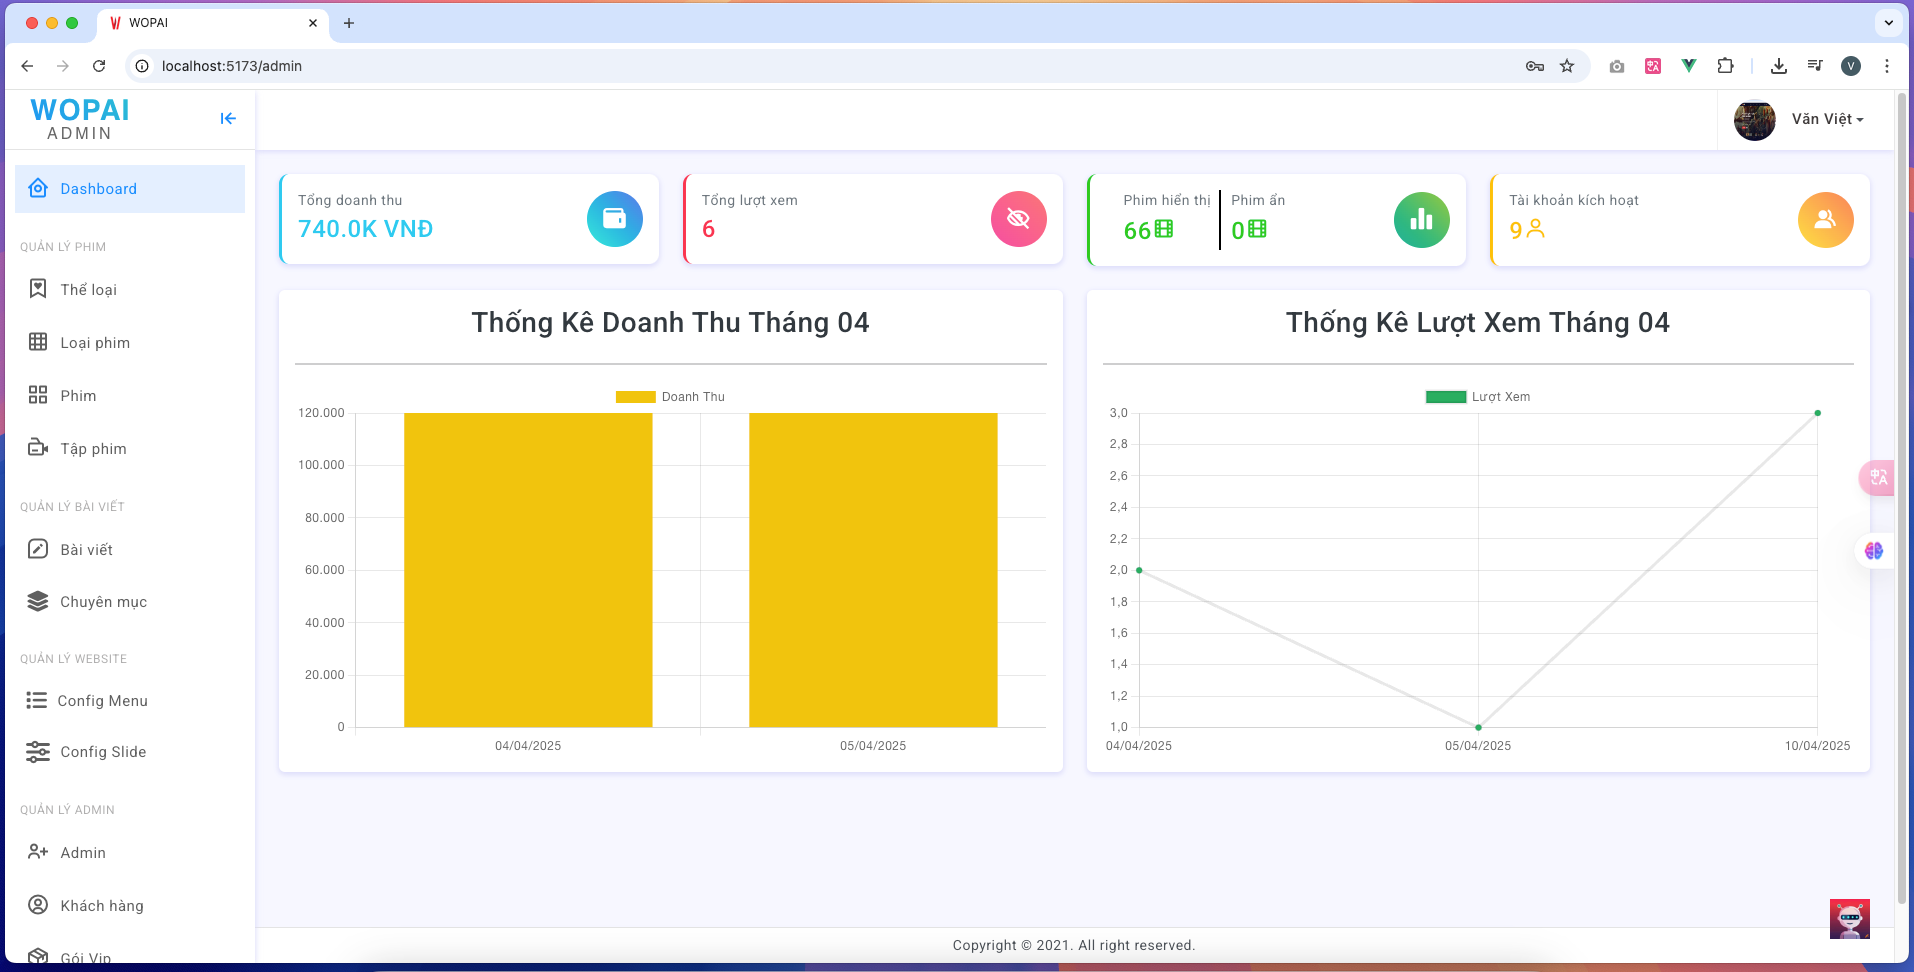 WOPAI
localhost:5173/admin
V
WOPAI
ADMIN
Văn Việt
Dashboard
QUẢN LÝ PHIM
Thể loại
Loại phim
Phim
Tập phim
QUẢN LÝ BÀI VIẾT
Bài viết
Chuyên mục
QUẢN LÝ WEBSITE
Config Menu
Config Slide
QUẢN LÝ ADMIN
Admin
Khách hàng
Gói Vip
Tổng doanh thu
740.0K VNĐ
Tổng lượt xem
6
Phim hiển thị
66
Phim ẩn
0
Tài khoản kích hoạt
9
Thống Kê Doanh Thu Tháng 04
Doanh Thu
120.000
100.000
80.000
60.000
40.000
20.000
0
04/04/2025 05/04/2025
Thống Kê Lượt Xem Tháng 04
Lượt Xem
3,0
2,8
2,6
2,4
2,2
2,0
1,8
1,6
1,4
1,2
1,0
04/04/2025 05/04/2025 10/04/2025
Copyright © 2021. All right reserved.